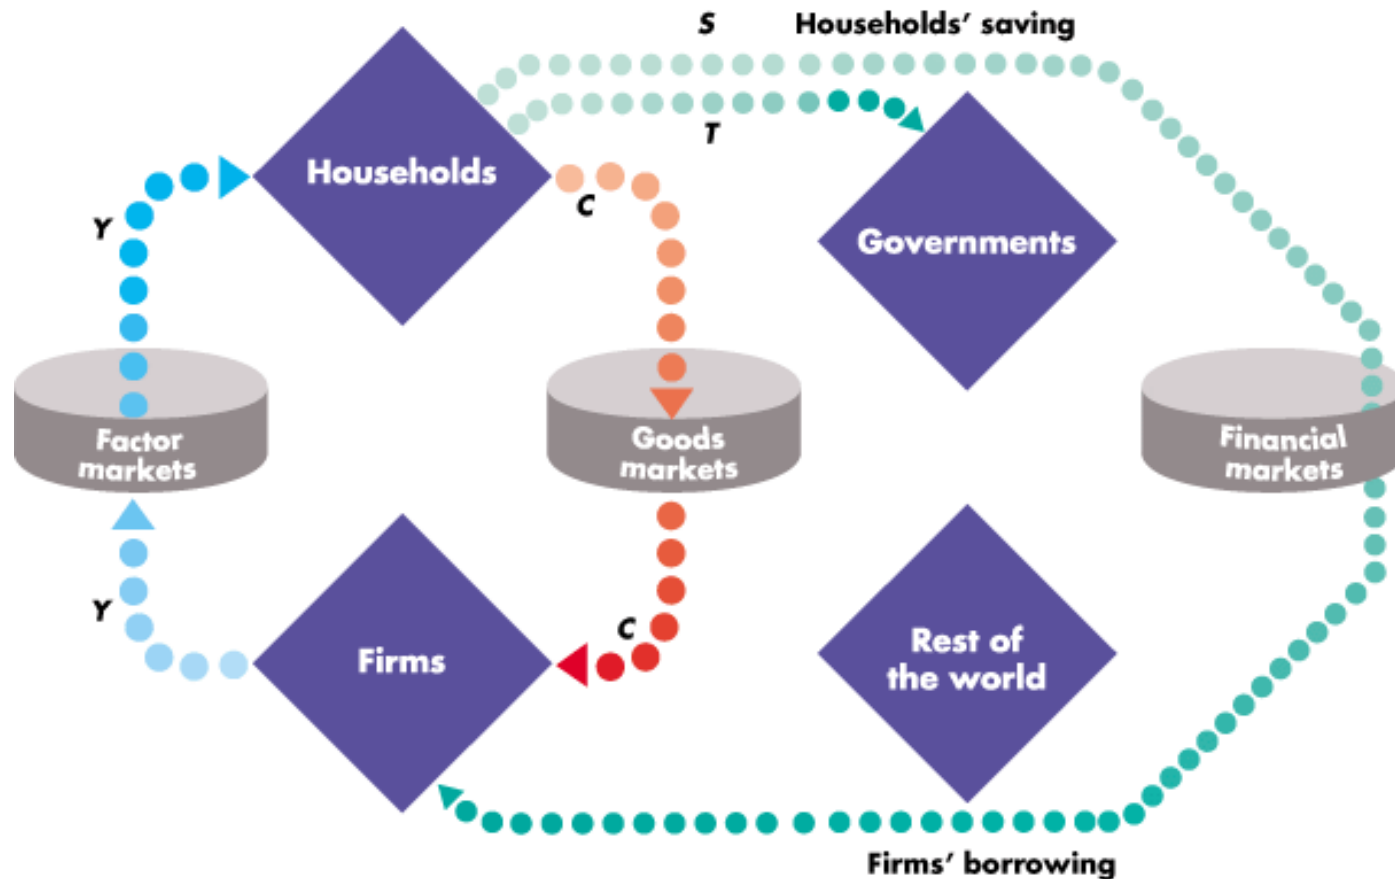 S Households’ saving
T
Households
C
Y
Governments
Factor
markets
Goods
markets
Financial
markets
Y
C
Firms
Rest of
the world
Firms’ borrowing